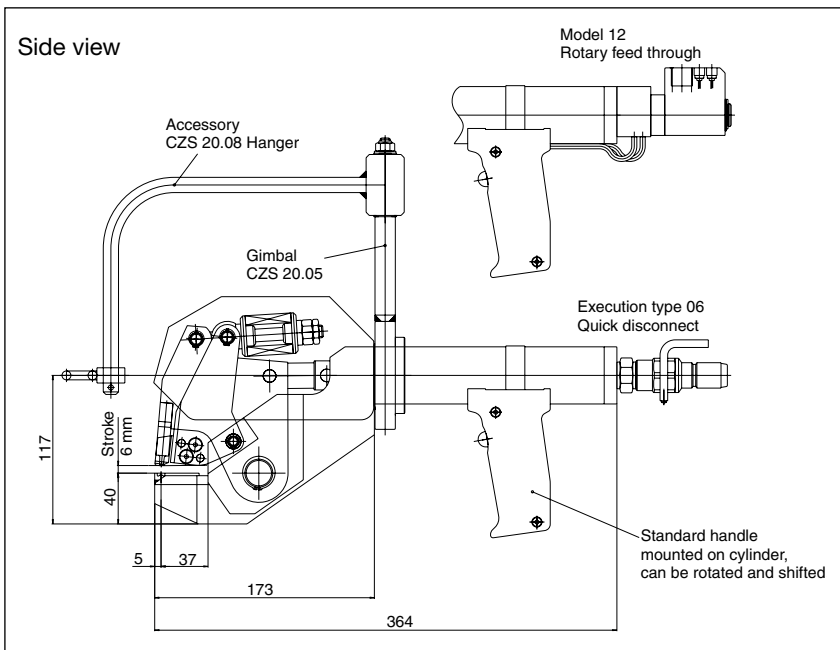 Side view
Model 12
Rotary feed through
Accessory
CZS 20.08 Hanger
Gimbal
CZS 20.05
Execution type 06
Quick disconnect
117
Stroke
6 mm
40
5
37
173
364
Standard handle
mounted on cylinder,
can be rotated and shifted